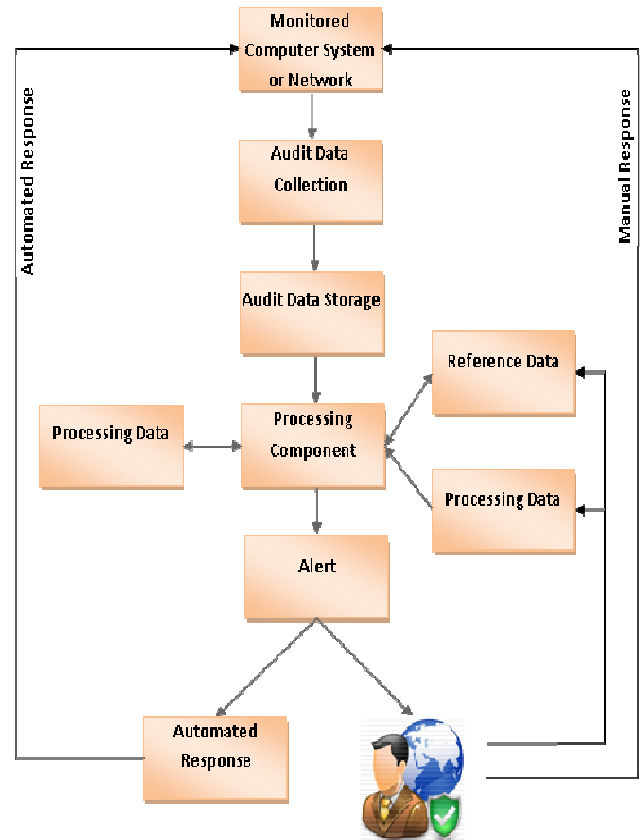 Monitored
Computer System
or Network
Automated Response
Manual Response
Audit Data
Collection
Audit Data Storage
Reference Data
Processing Data
Processing
Component
Processing Data
Alert
Automated
Response